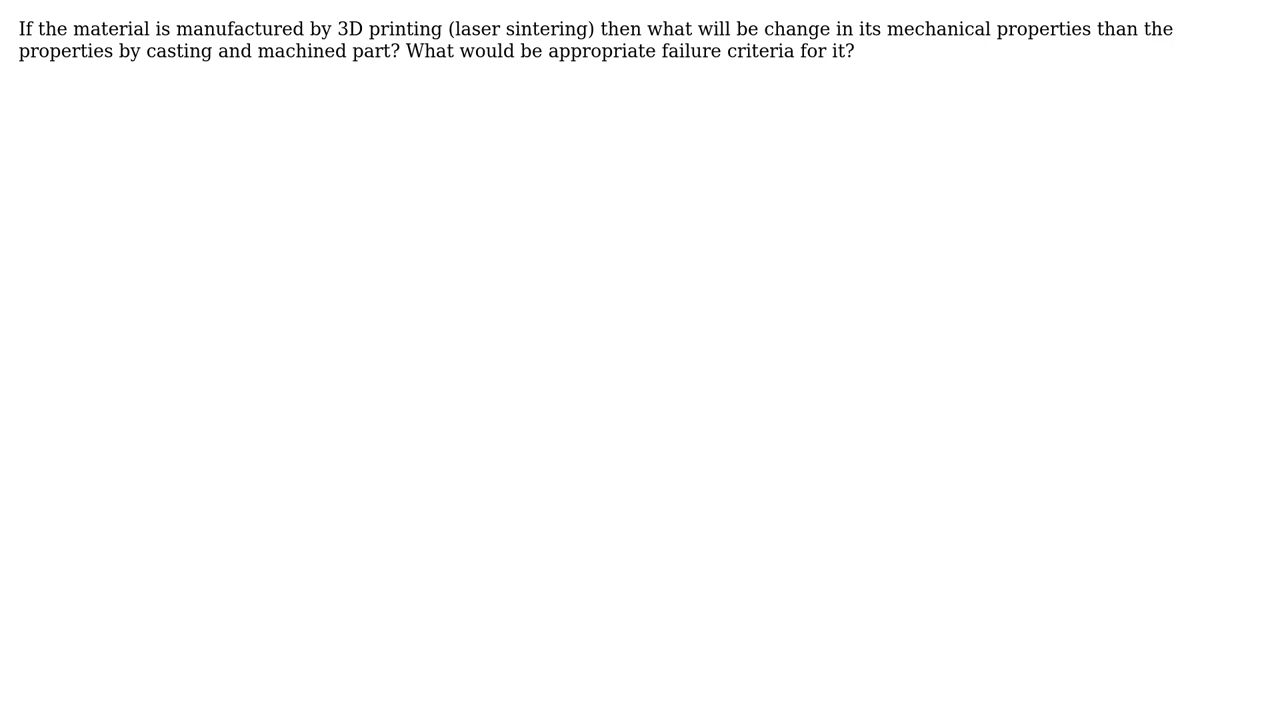 If the material is manufactured by 3D printing (laser sintering) then what will be change in its mechanical properties than the
properties by casting and machined part? What would be appropriate failure criteria for it?